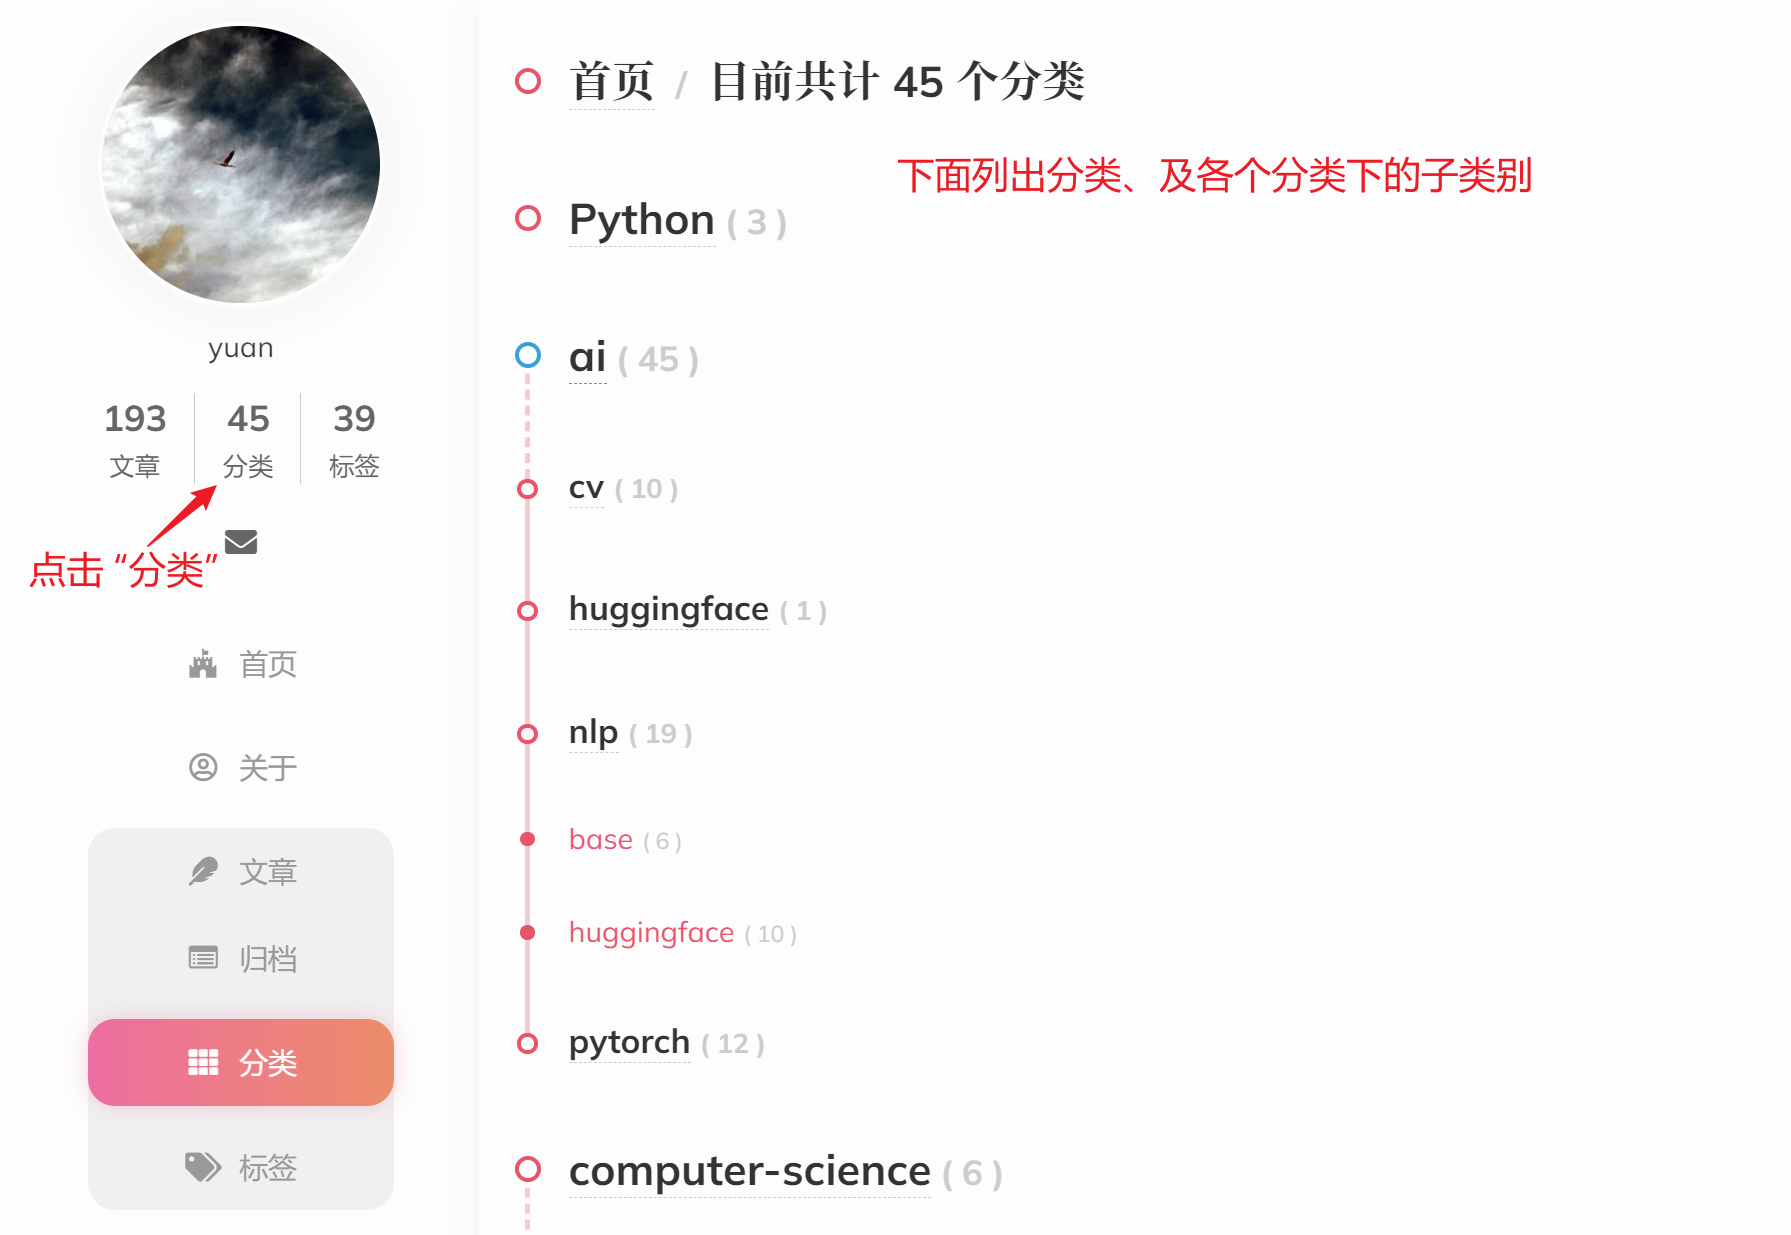 yuan
193
45
39
文章
分类
标签
点击 “分类”
首页
关于
文章
归档
分类
标签
首页 / 目前共计 45 个分类
下面列出分类、及各个分类下的子类别
Python ( 3 )
ai ( 45 )
cv ( 10 )
huggingface ( 1 )
nlp ( 19 )
base ( 6 )
huggingface ( 10 )
pytorch ( 12 )
computer-science ( 6 )